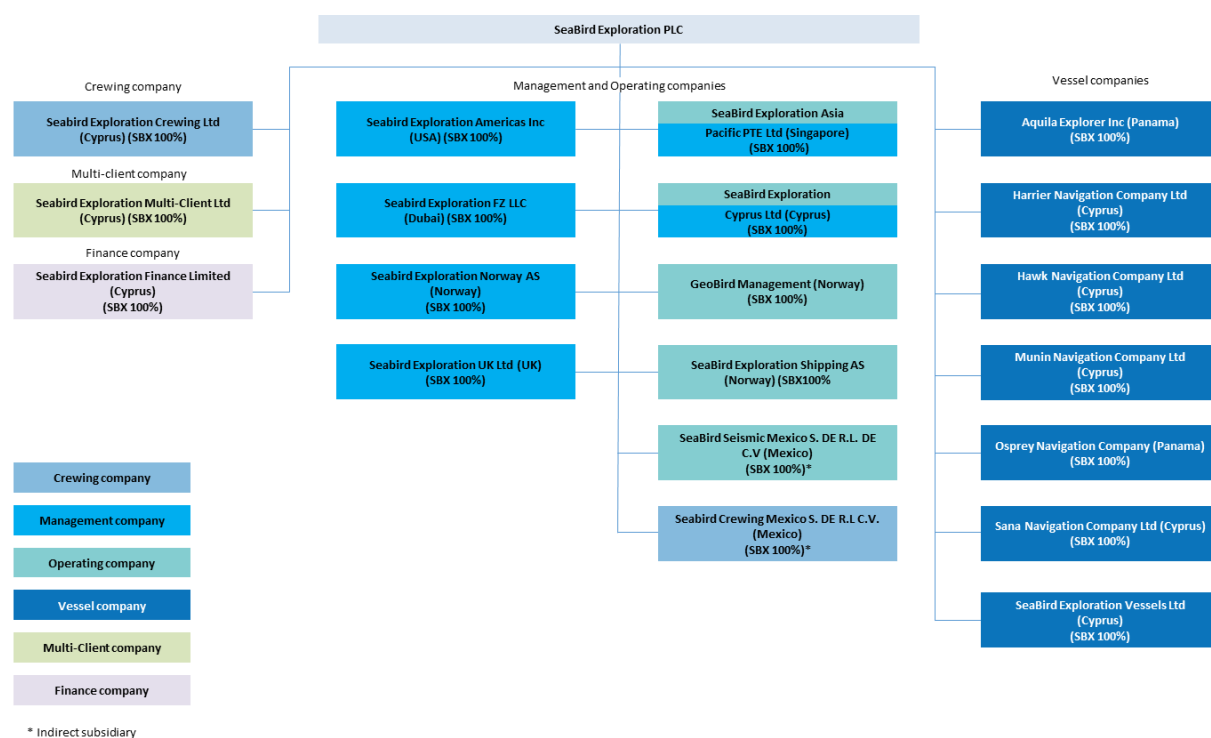 SeaBird Exploration PLC
Crewing company
Seabird Exploration Crewing Ltd
(Cyprus) (SBX 100%)
Multi-client company
Seabird Exploration Multi-Client Ltd
(Cyprus) (SBX 100%)
Finance company
Seabird Exploration Finance Limited
(Cyprus)
(SBX 100%)
Management and Operating companies
Seabird Exploration Americas Inc
(USA) (SBX 100%)
Seabird Exploration FZ LLC
(Dubai) (SBX 100%)
Seabird Exploration Norway AS
(Norway)
(SBX 100%)
Seabird Exploration UK Ltd (UK)
(SBX 100%)
SeaBird Exploration Asia
Pacific PTE Ltd (Singapore)
(SBX 100%)
SeaBird Exploration
Cyprus Ltd (Cyprus)
(SBX 100%)
GeoBird Management (Norway)
(SBX 100%)
SeaBird Exploration Shipping AS
(Norway) (SBX100%
SeaBird Seismic Mexico S. DE R.L. DE
C.V (Mexico)
(SBX 100%)*
Seabird Crewing Mexico S. DE R.L C.V.
(Mexico)
(SBX 100%)*
Vessel companies
Aquila Explorer Inc (Panama)
(SBX 100%)
Harrier Navigation Company Ltd
(Cyprus)
(SBX 100%)
Hawk Navigation Company Ltd
(Cyprus)
(SBX 100%)
Munin Navigation Company Ltd
(Cyprus)
(SBX 100%)
Osprey Navigation Company (Panama)
(SBX 100%)
Sana Navigation Company Ltd (Cyprus)
(SBX 100%)
SeaBird Exploration Vessels Ltd
(Cyprus)
(SBX 100%)
Crewing company
Management company
Operating company
Vessel company
Multi-Client company
Finance company
* Indirect subsidiary